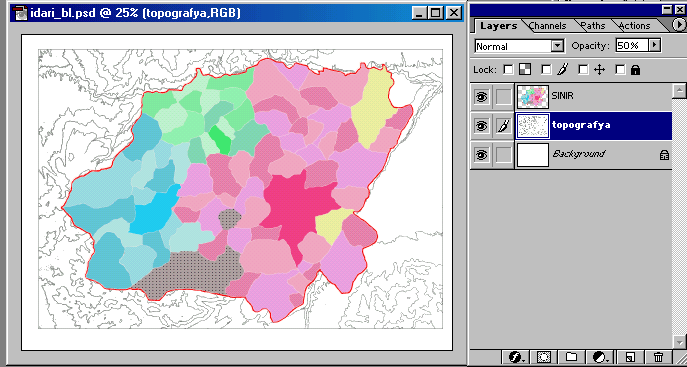 idari_bl.psd @ 25% (topografya,RGB)
Layers Channels Paths Actions
Normal Opacity: 50%
Lock:
SINIR
topografya
Background